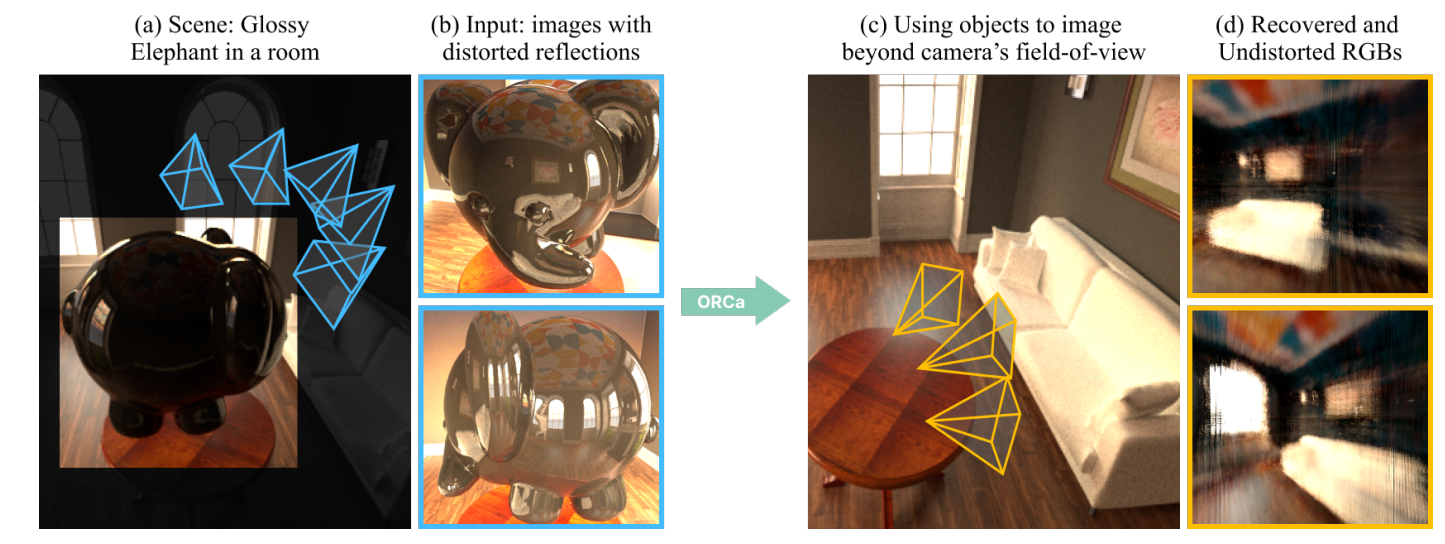 (a) Scene: Glossy
Elephant in a room
(b) Input: images with
distorted reflections
ORCa
(c) Using objects to image
beyond camera’s field-of-view
(d) Recovered and
Undistorted RGBs